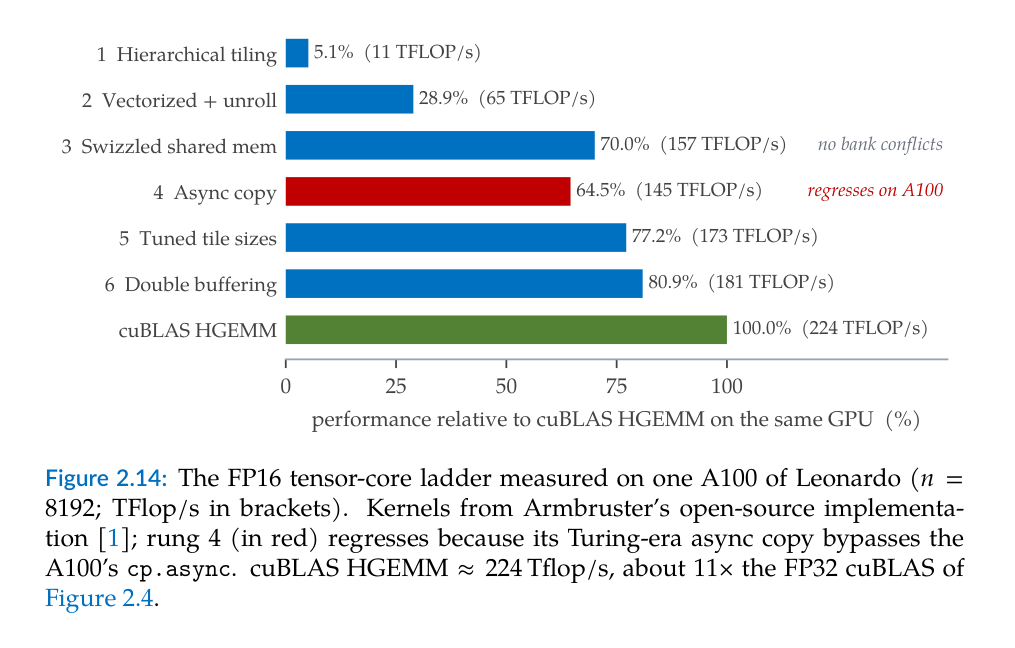 1 Hierarchical tiling 5.1% (11 TFLOP/s)
2 Vectorized + unroll 28.9% (65 TFLOP/s)
3 Swizzled shared mem 70.0% (157 TFLOP/s) no bank conflicts
4 Async copy 64.5% (145 TFLOP/s) regresses on A100
5 Tuned tile sizes 77.2% (173 TFLOP/s)
6 Double buffering 80.9% (181 TFLOP/s)
cuBLAS HGEMM 100.0% (224 TFLOP/s)
0 25 50 75 100
performance relative to cuBLAS HGEMM on the same GPU (%)
Figure 2.14: The FP16 tensor-core ladder measured on one A100 of Leonardo (n =
8192; TFlop/s in brackets). Kernels from Armbruster's open-source implementa-
tion [1]; rung 4 (in red) regresses because its Turing-era async copy bypasses the
A100's cp.async. cuBLAS HGEMM ≈ 224 Tflop/s, about 11× the FP32 cuBLAS of
Figure 2.4.